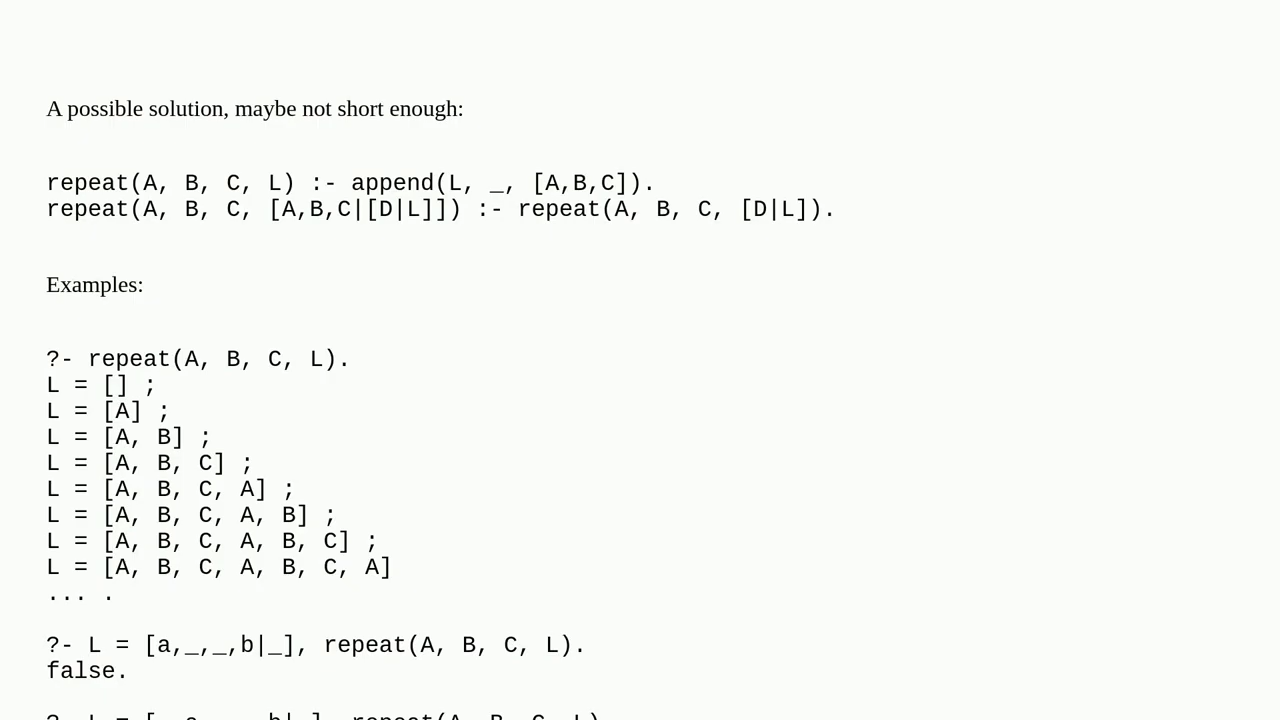 A possible solution, maybe not short enough:
repeat(A, B, C, L) :- append(L, _, [A,B,C]).
repeat(A, B, C, [A,B,C|[D|L]]) :- repeat(A, B, C, [D|L]).
Examples:
?- repeat(A, B, C, L).
L = [] ;
L = [A] ;
L = [A, B] ;
L = [A, B, C] ;
L = [A, B, C, A] ;
L = [A, B, C, A, B] ;
L = [A, B, C, A, B, C] ;
L = [A, B, C, A, B, C, A]
... .
?- L = [a,_,_,b|_], repeat(A, B, C, L).
false.